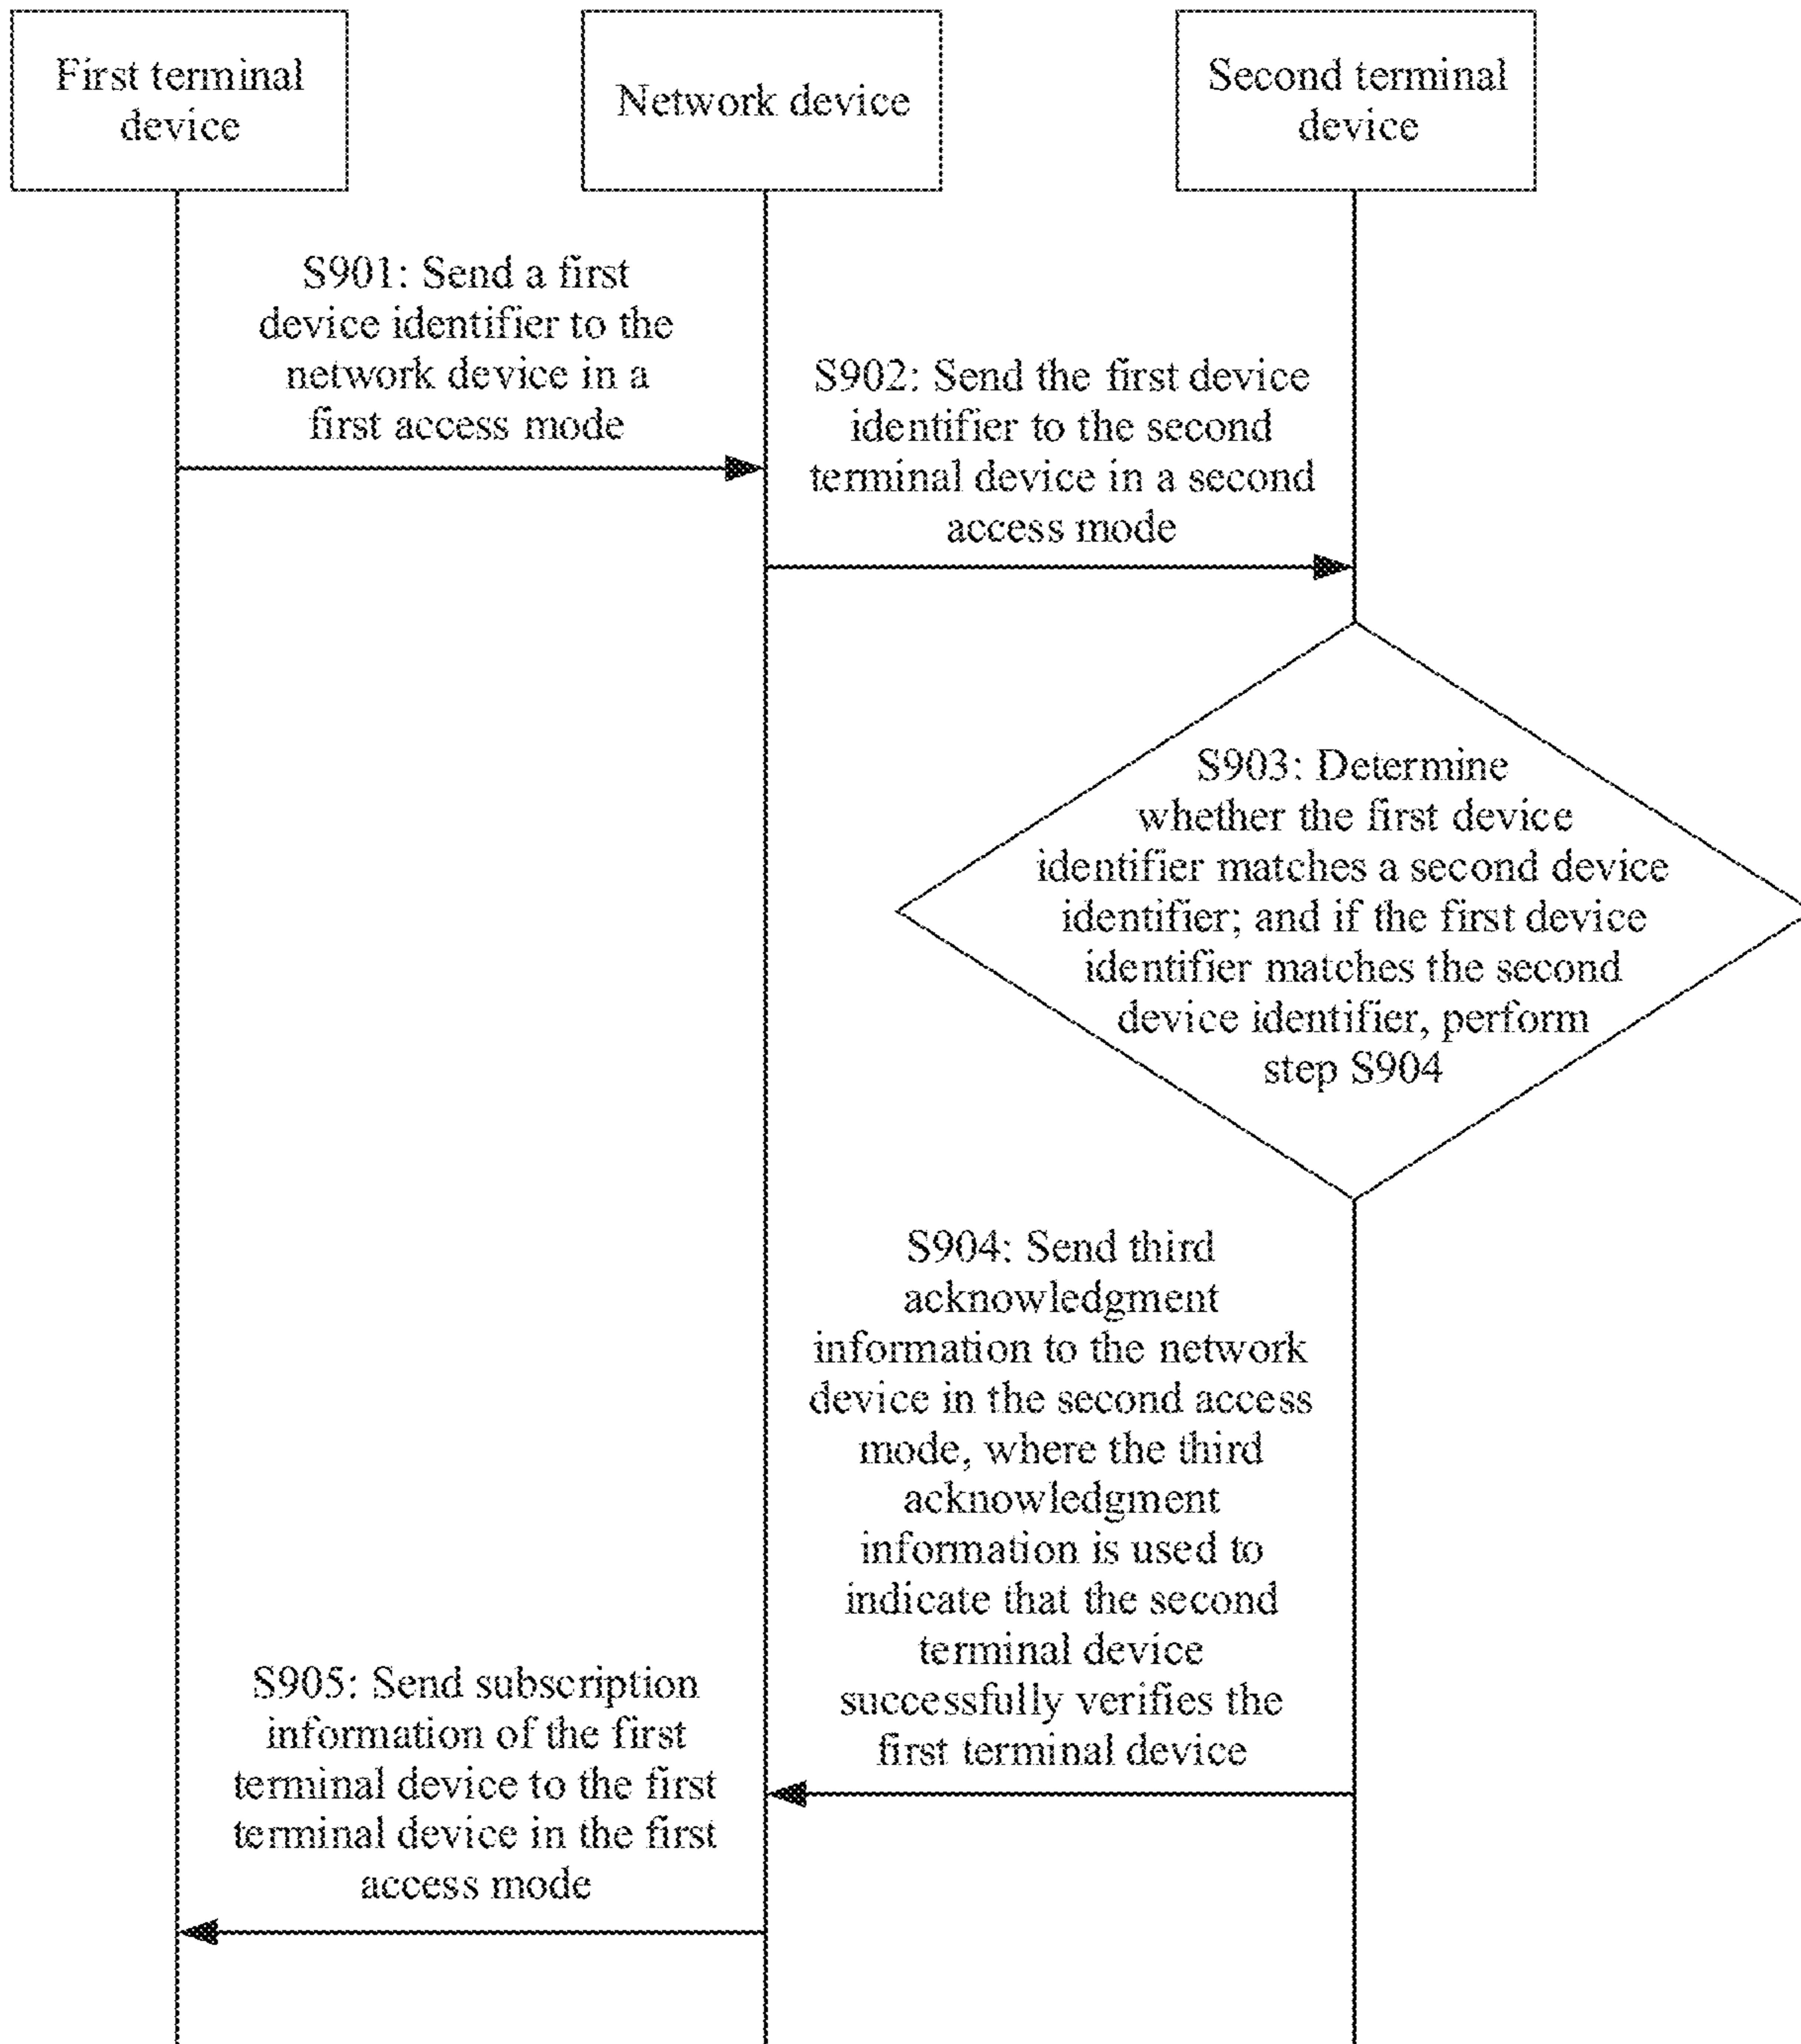 First terminal
device
Network device
Second terminal
device
S901: Send a first
device identifier to the
network device in a
first access mode
S902: Send the first device
identifier to the second
terminal device in a second
access mode
S903: Determine
whether the first device
identifier matches a second device
identifier; and if the first device
identifier matches the second
device identifier, perform
step S904
S904: Send third
acknowledgment
information to the network
device in the second access
mode, where the third
acknowledgment
information is used to
indicate that the second
terminal device
successfully verifies the
first terminal device
S905: Send subscription
information of the first
terminal device to the first
terminal device in the first
access mode